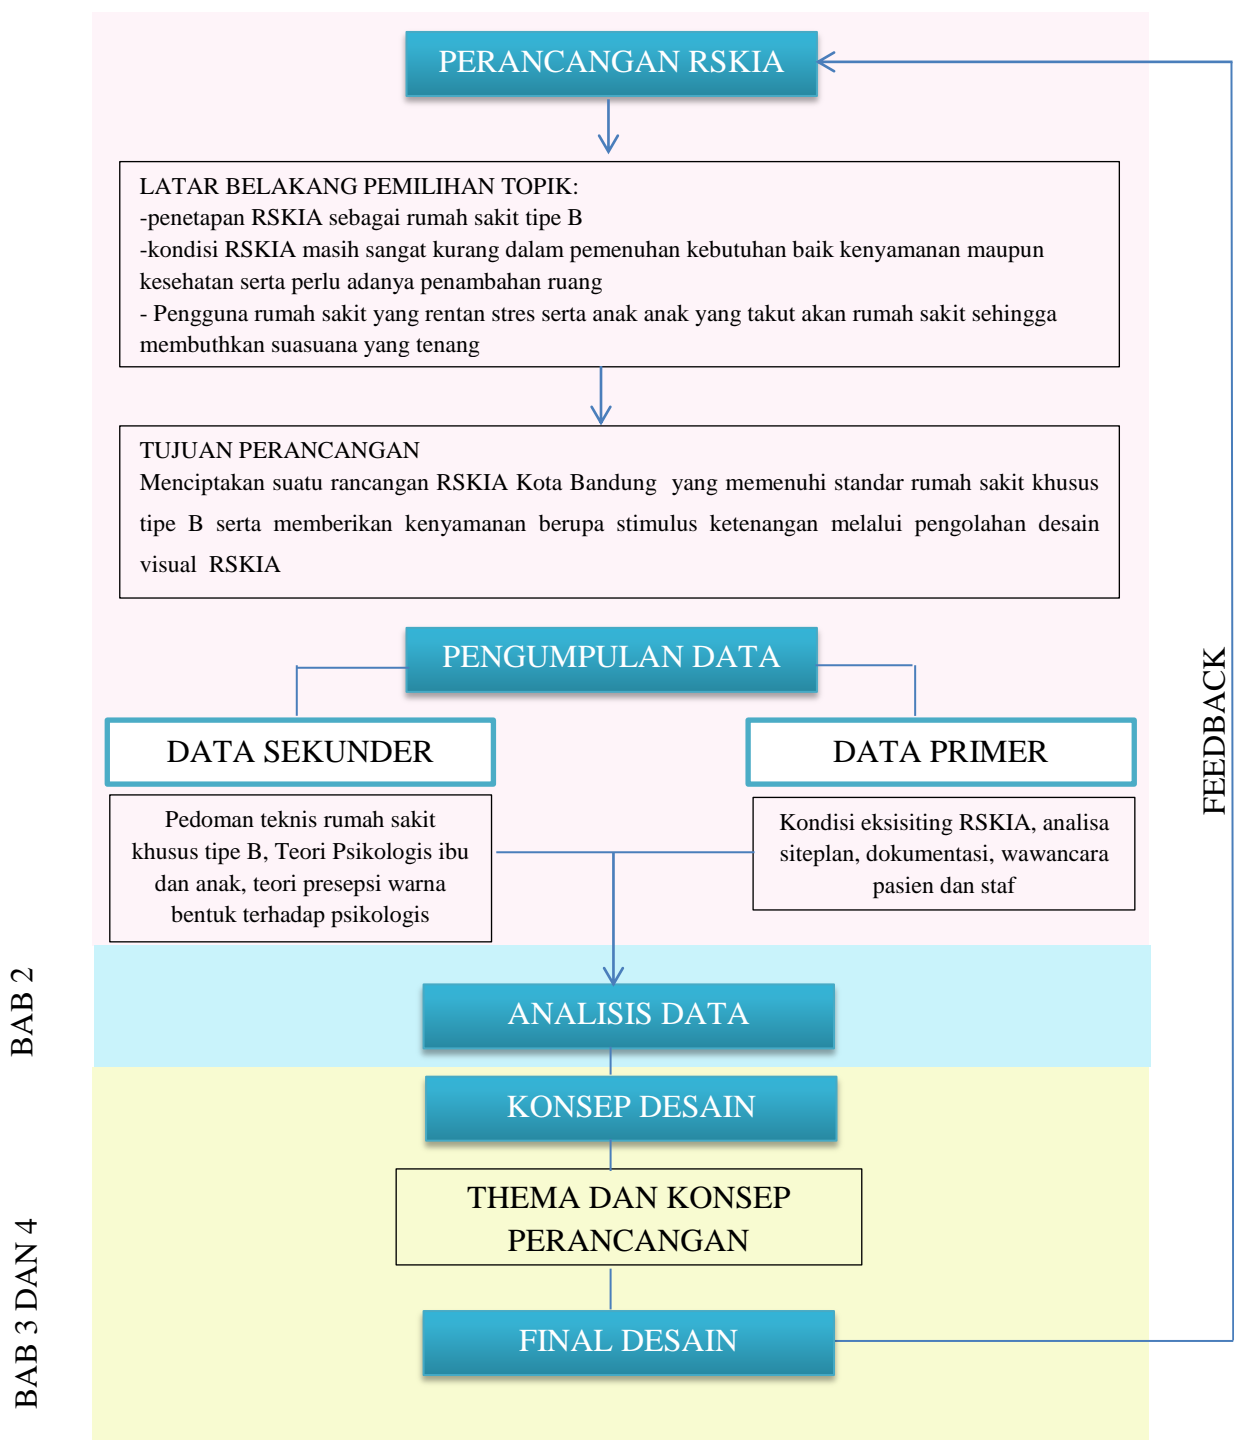 PERANCANGAN RSKIA
LATAR BELAKANG PEMILIHAN TOPIK:
-penetapan RSKIA sebagai rumah sakit tipe B
-kondisi RSKIA masih sangat kurang dalam pemenuhan kebutuhan baik kenyamanan maupun
kesehatan serta perlu adanya penambahan ruang
- Pengguna rumah sakit yang rentan stres serta anak anak yang takut akan rumah sakit sehingga
membuthkan suasuana yang tenang
TUJUAN PERANCANGAN
Menciptakan suatu rancangan RSKIA Kota Bandung yang memenuhi standar rumah sakit khusus
tipe B serta memberikan kenyamanan berupa stimulus ketenangan melalui pengolahan desain
visual RSKIA
PENGUMPULAN DATA
DATA SEKUNDER
Pedoman teknis rumah sakit
khusus tipe B, Teori Psikologis ibu
dan anak, teori presepsi warna
bentuk terhadap psikologis
DATA PRIMER
Kondisi eksisiting RSKIA, analisa
siteplan, dokumentasi, wawancara
pasien dan staf
FEEDBACK
BAB 2
ANALISIS DATA
KONSEP DESAIN
THEMA DAN KONSEP
PERANCANGAN
BAB 3 DAN 4
FINAL DESAIN